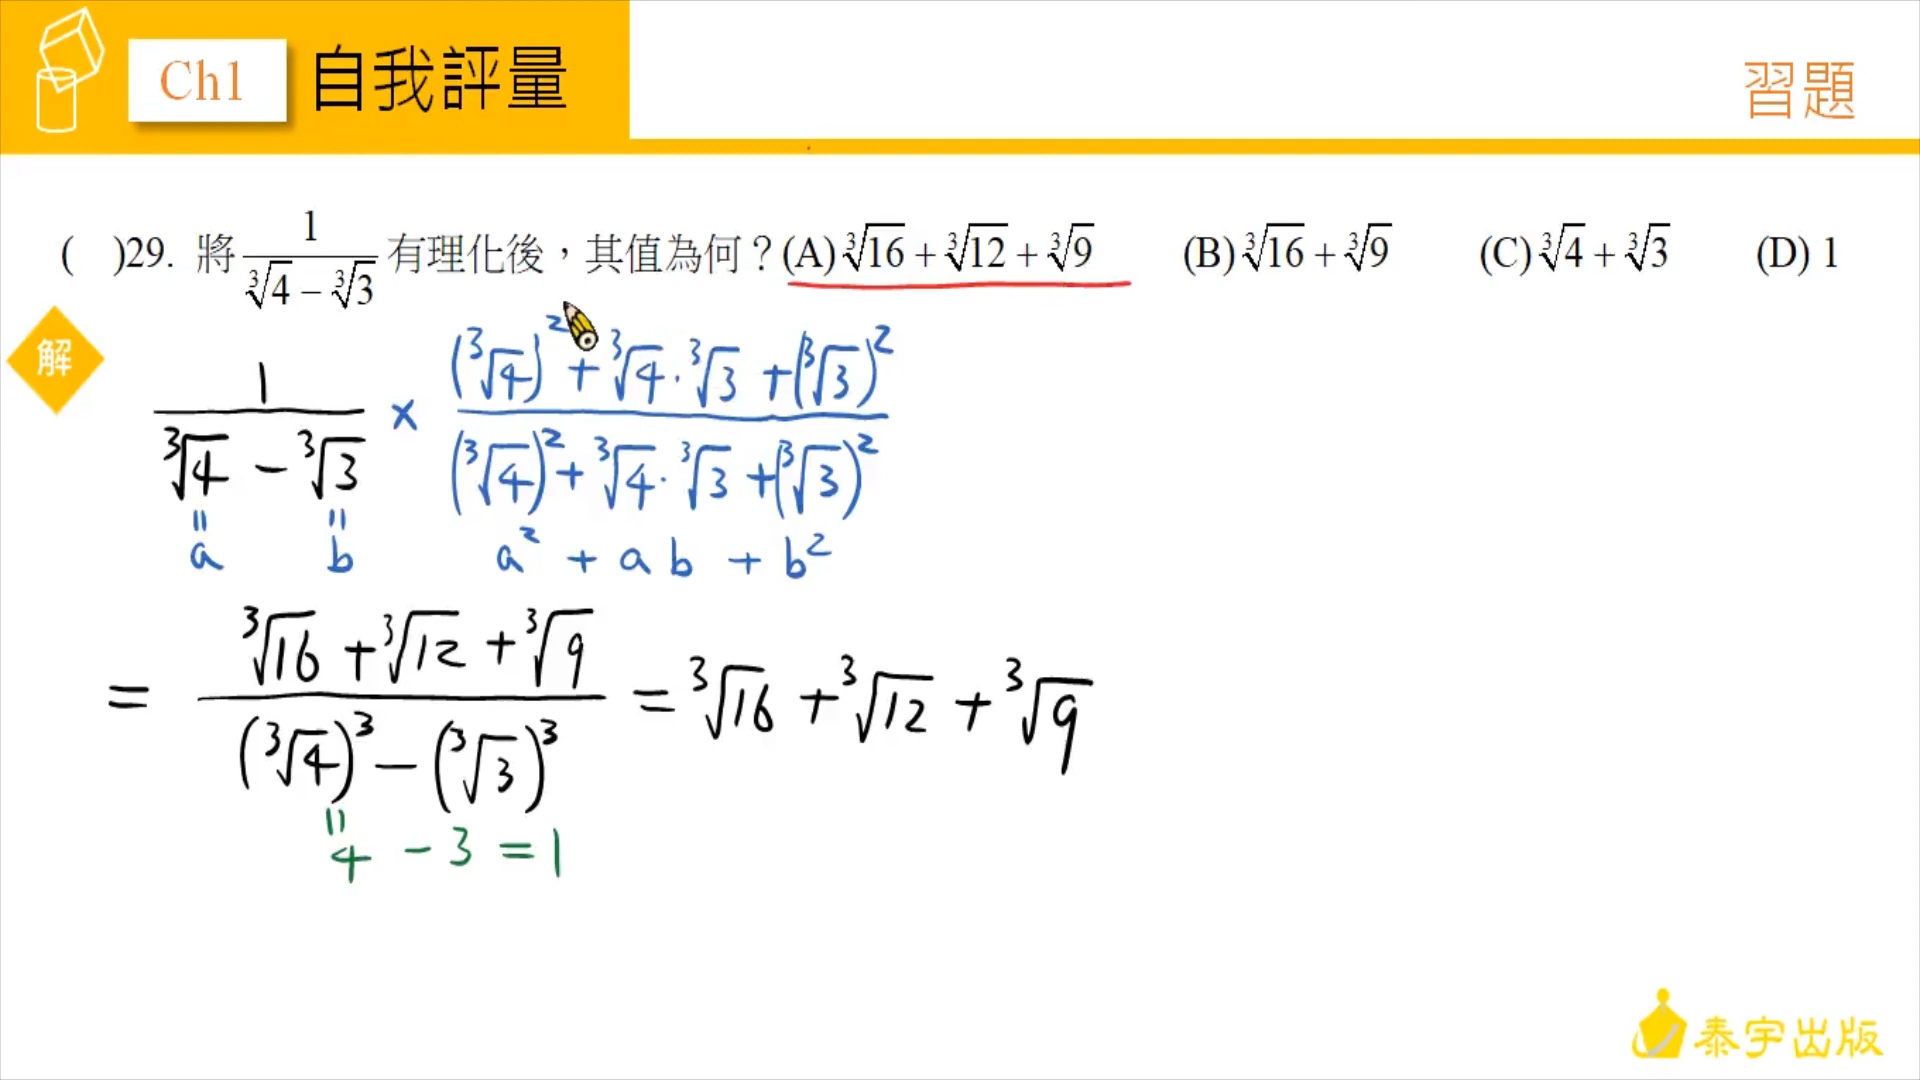 Ch1 自我評量
習題
( )29. 將 1/(∛4 − ∛3) 有理化後，其值為何？(A) ∛16 + ∛12 + ∛9 (B) ∛16 + ∛9 (C) ∛4 + ∛3 (D) 1
解
1/(∛4 − ∛3) × ((∛4)² + ∛4·∛3 + (∛3)²)/((∛4)² + ∛4·∛3 + (∛3)²)
॥ ॥
a b a² + ab + b²
= (∛16 + ∛12 + ∛9)/((∛4)³ − (∛3)³) = ∛16 + ∛12 + ∛9
॥
4 − 3 = 1
泰宇出版